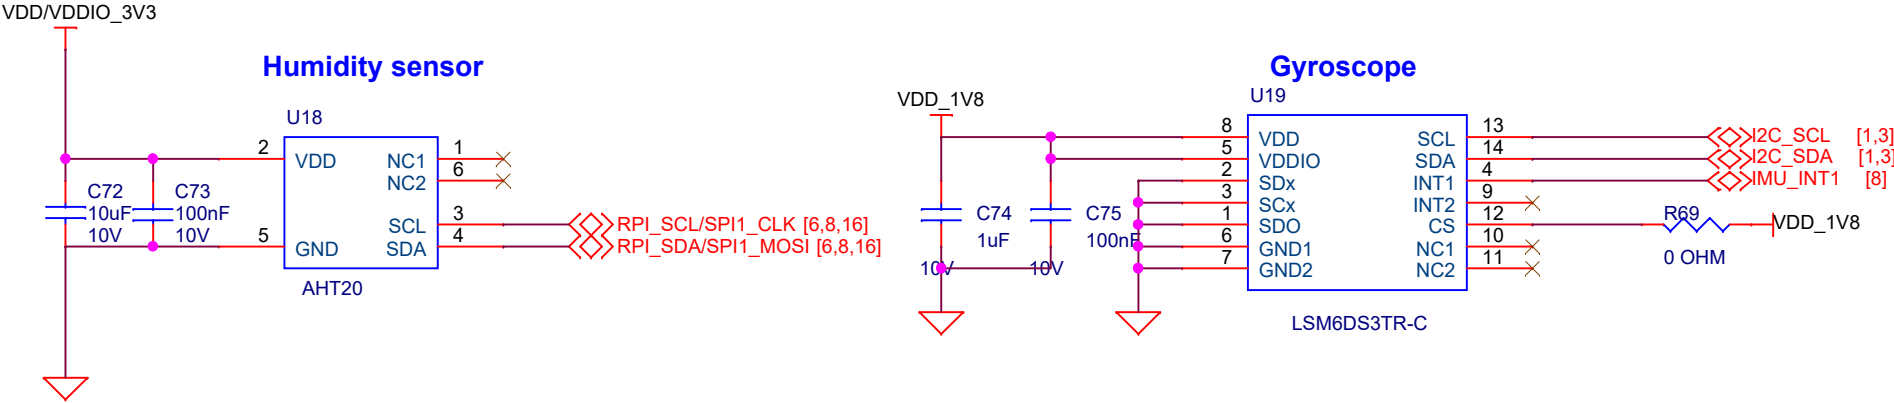 VDD/VDDIO_3V3
Humidity sensor
U18
2 VDD
5 GND
NC1 1
NC2 6
SCL 3
SDA 4
RPI_SCL/SPI1_CLK [6,8,16]
RPI_SDA/SPI1_MOSI [6,8,16]
AHT20
C72
10uF
10V
C73
100nF
10V
Gyroscope
U19
VDD_1V8
8 VDD
5 VDDIO
2 SDx
3 SCx
1 SDO
6 GND1
7 GND2
SCL 13
SDA 14
INT1 4
INT2 9
CS 12
NC1 10
NC2 11
I2C_SCL [1,3]
I2C_SDA [1,3]
IMU_INT1 [8]
R69
0 OHM
VDD_1V8
C74
1uF
10V
C75
100nF
10V
LSM6DS3TR-C